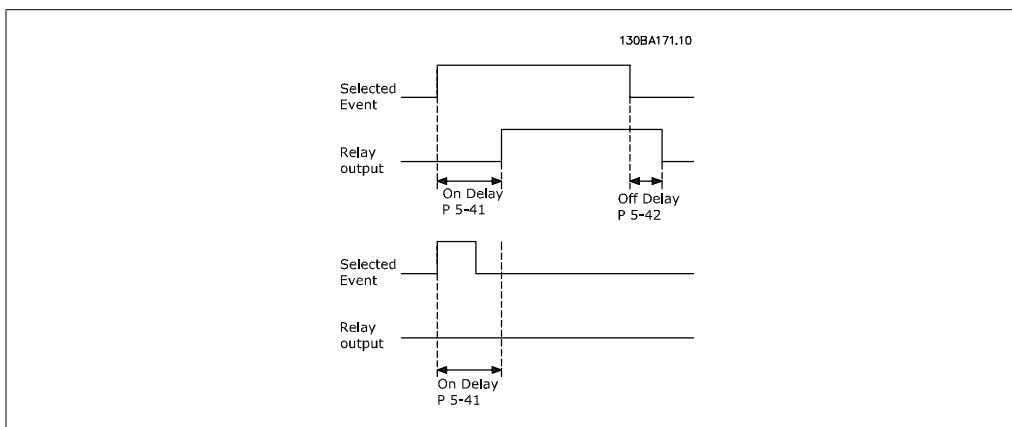 130BA171.10
Selected
Event
Relay
output
On Delay
P 5-41
Off Delay
P 5-42
Selected
Event
Relay
output
On Delay
P 5-41